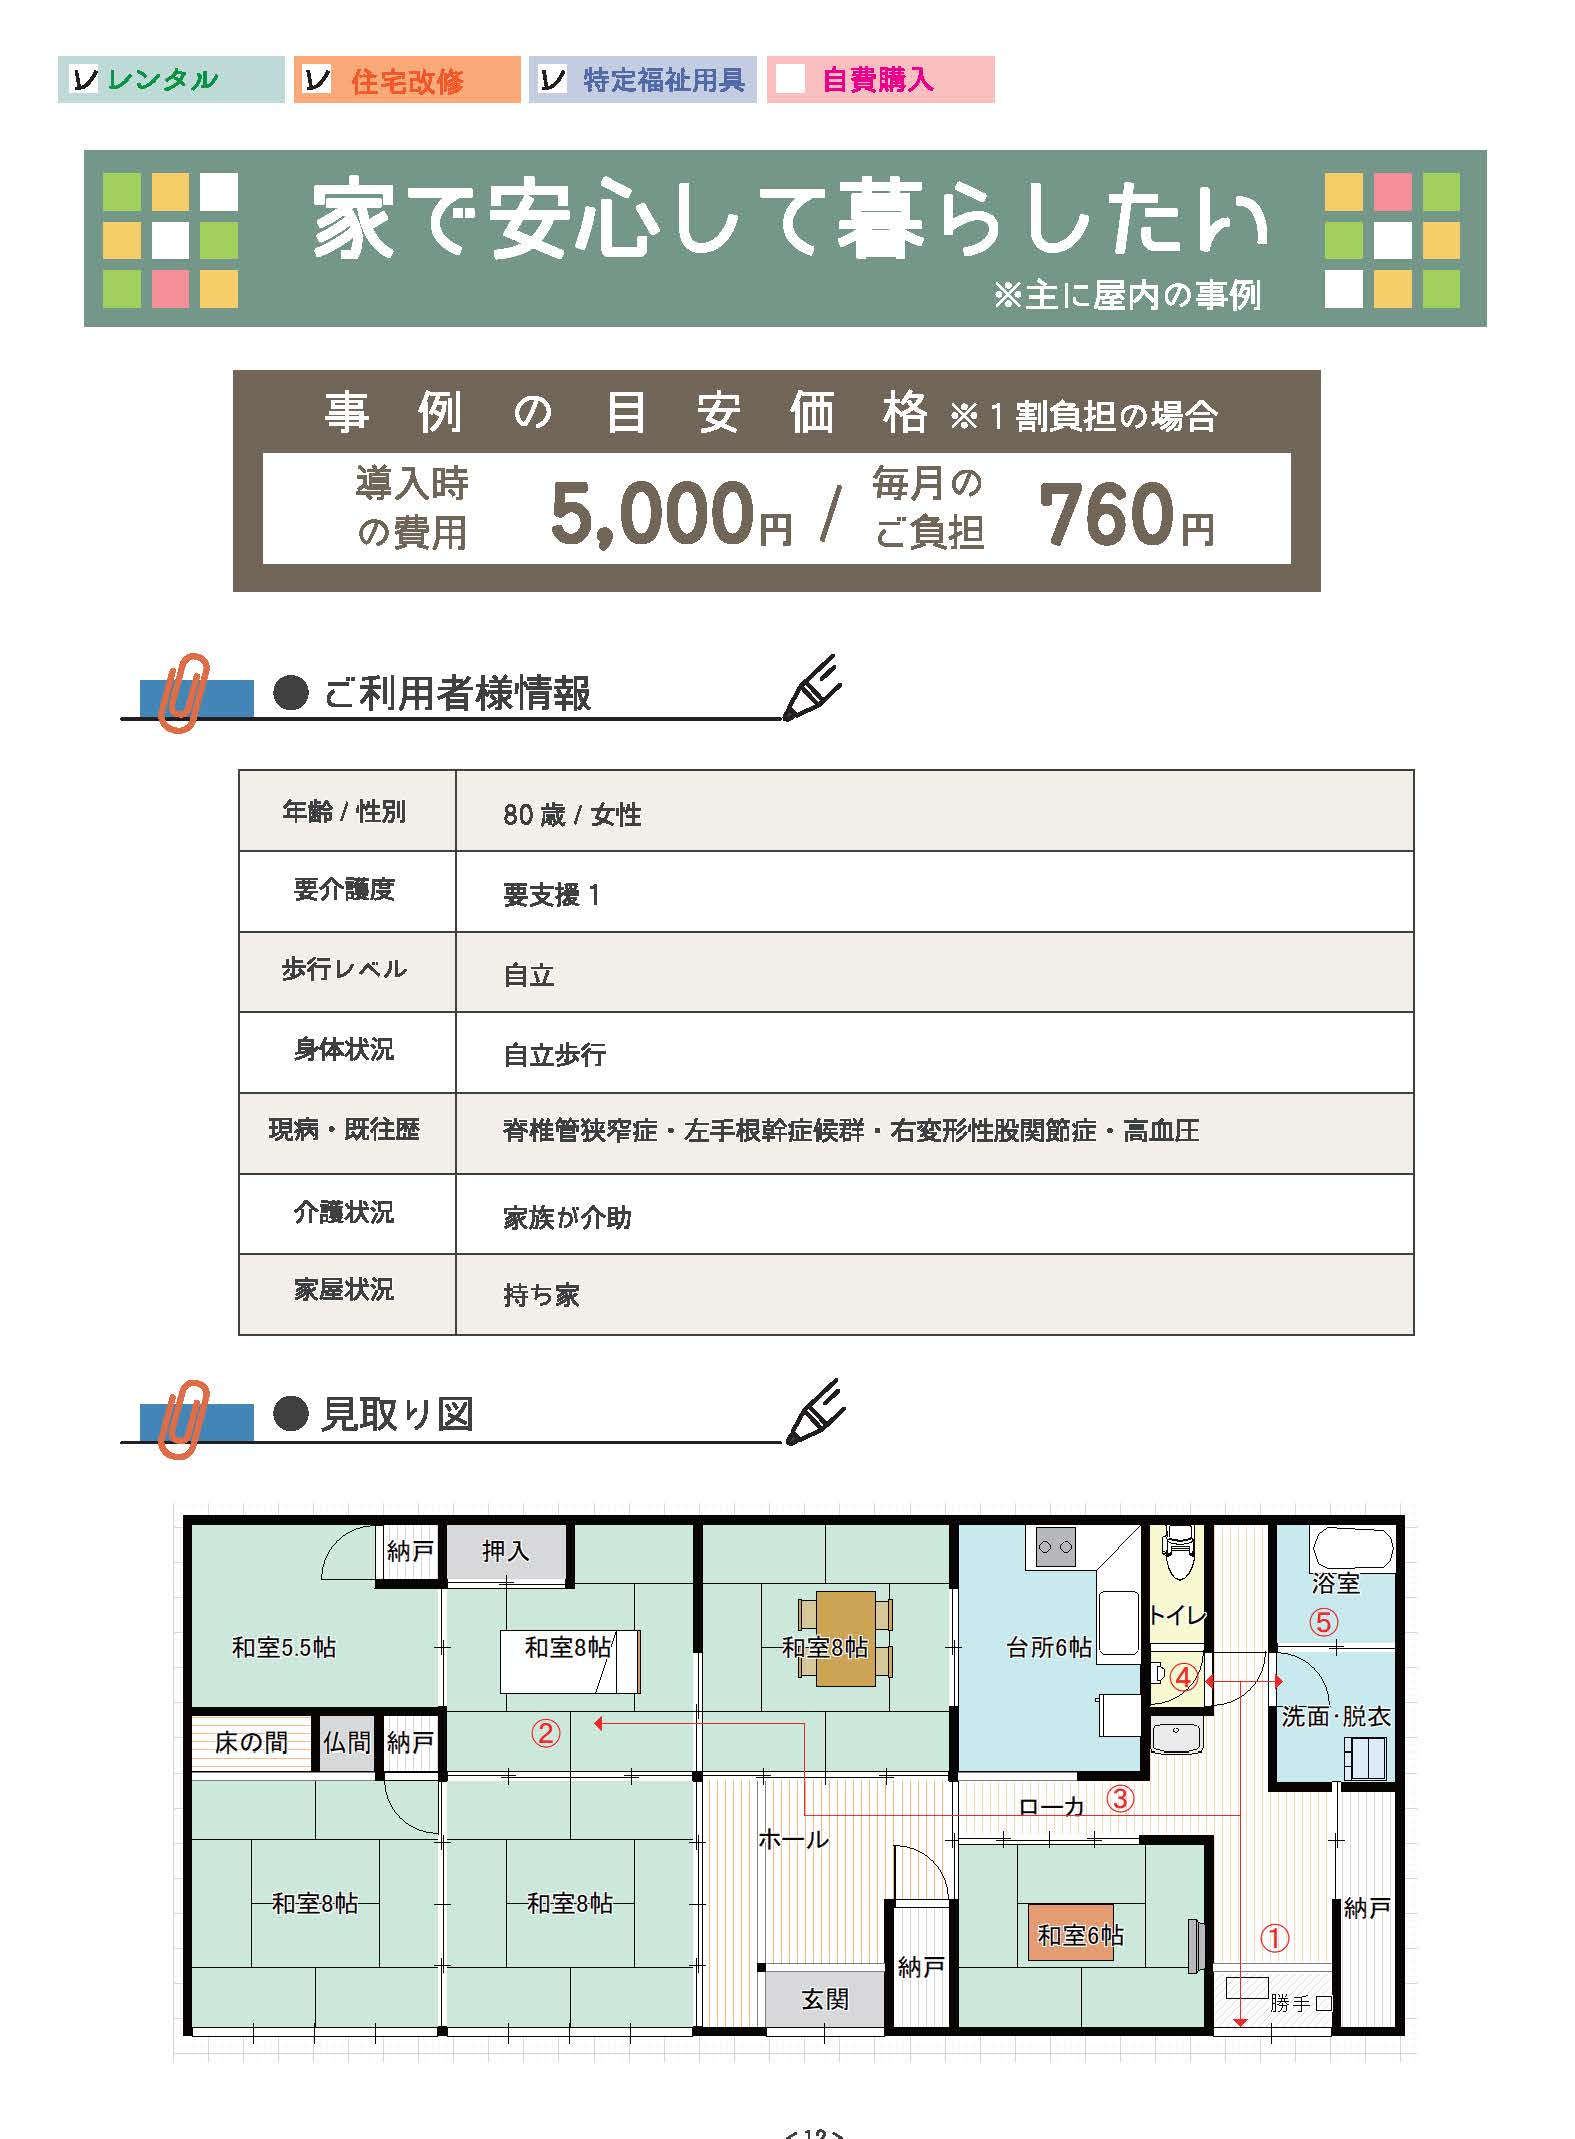 レ レンタル レ 住宅改修 レ 特定福祉用具 自費購入
家で安心して暮らしたい
※主に屋内の事例
事例の目安価格 ※1割負担の場合
導入時の費用 5,000円 / 毎月のご負担 760円
● ご利用者様情報
年齢 / 性別 80 歳 / 女性
要介護度 要支援 1
歩行レベル 自立
身体状況 自立歩行
現病・既往歴 脊椎管狭窄症・左手根幹症候群・右変形性股関節症・高血圧
介護状況 家族が介助
家屋状況 持ち家
● 見取り図
納戸 押入
浴室
トイレ ⑤
和室5.5帖 和室8帖 和室8帖 台所6帖
④
床の間 仏間 納戸 ② 洗面・脱衣
ローカ ③
ホール
和室8帖 和室8帖 納戸
和室6帖 ①
納戸
玄関 勝手口
<12>